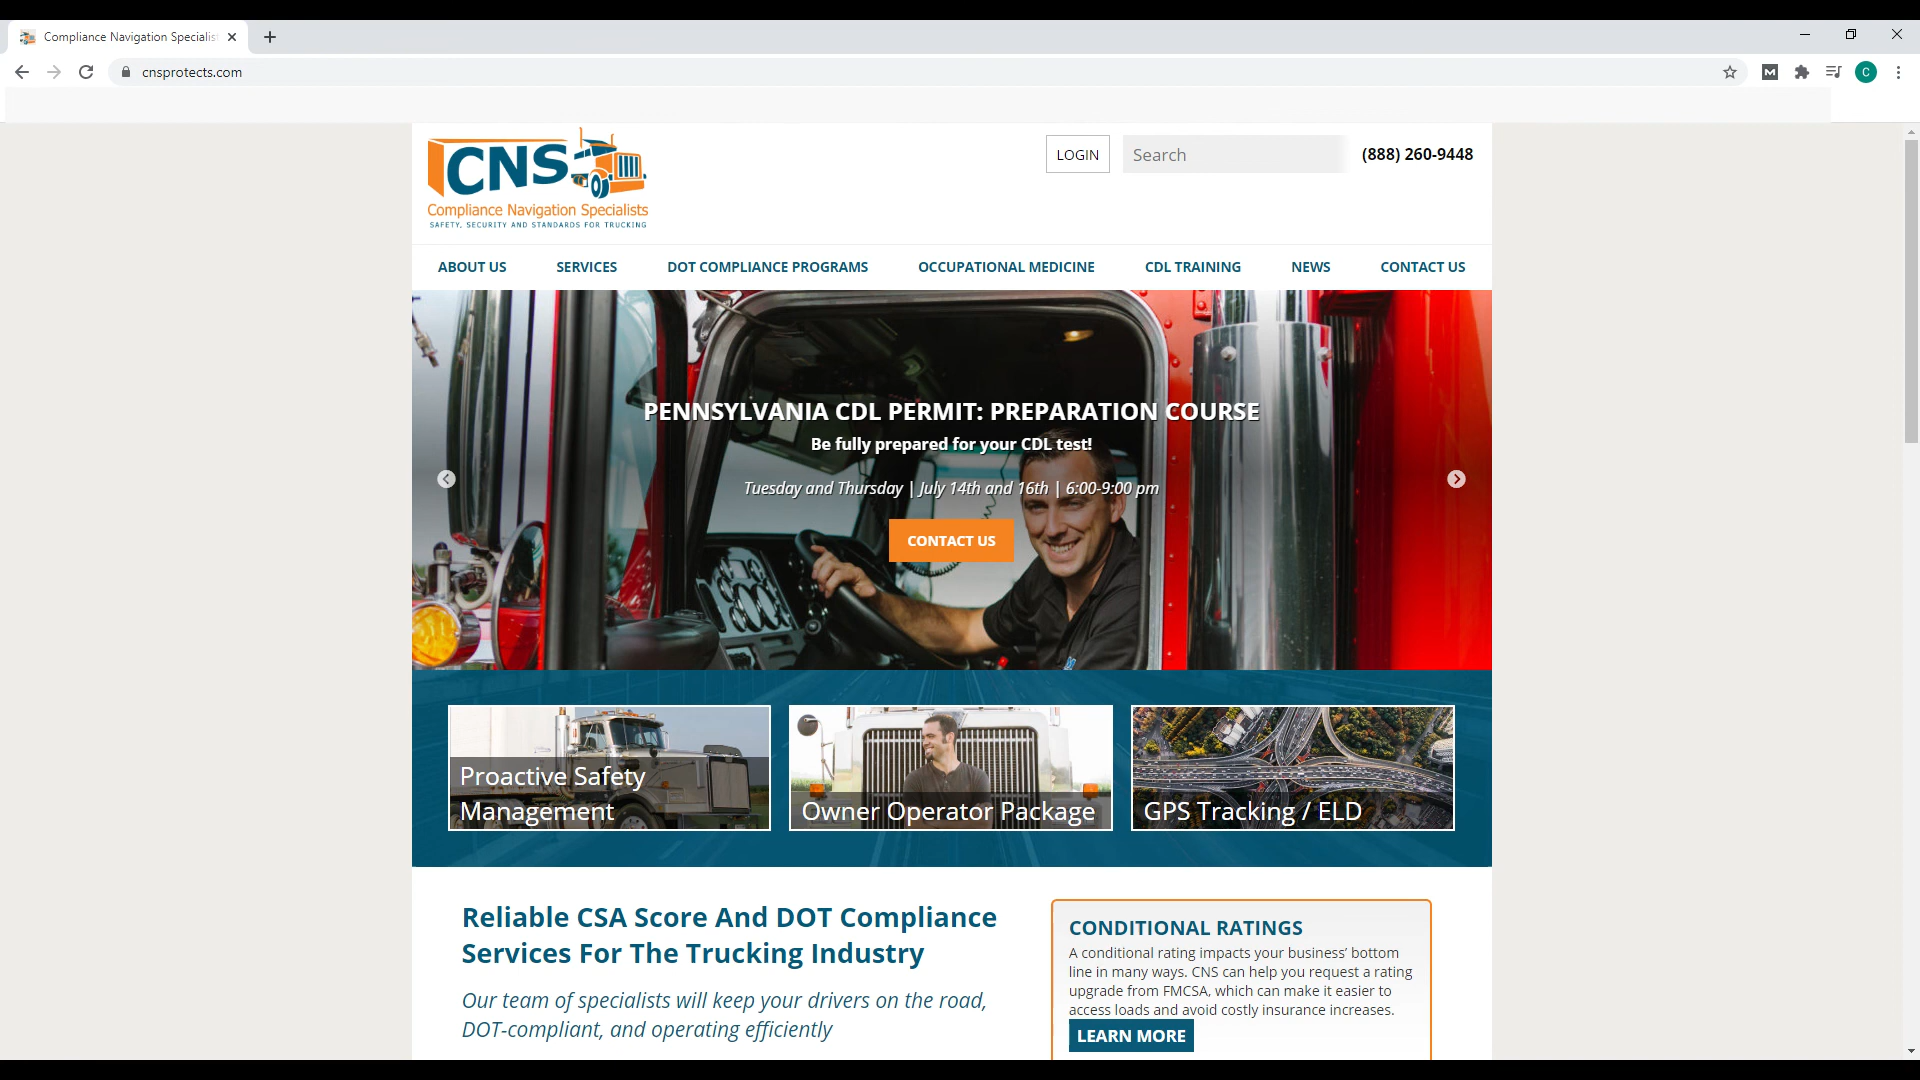 Compliance Navigation Specialis
cnsprotects.com
M
C
CNS
Compliance Navigation Specialists
SAFETY, SECURITY AND STANDARDS FOR TRUCKING
LOGIN
Search
(888) 260-9448
ABOUT US
SERVICES
DOT COMPLIANCE PROGRAMS
OCCUPATIONAL MEDICINE
CDL TRAINING
NEWS
CONTACT US
PENNSYLVANIA CDL PERMIT: PREPARATION COURSE
Be fully prepared for your CDL test!
Tuesday and Thursday | July 14th and 16th | 6:00-9:00 pm
CONTACT US
Proactive Safety
Management
Owner Operator Package
GPS Tracking / ELD
Reliable CSA Score And DOT Compliance
Services For The Trucking Industry
Our team of specialists will keep your drivers on the road,
DOT-compliant, and operating efficiently
CONDITIONAL RATINGS
A conditional rating impacts your business’ bottom
line in many ways. CNS can help you request a rating
upgrade from FMCSA, which can make it easier to
access loads and avoid costly insurance increases.
LEARN MORE